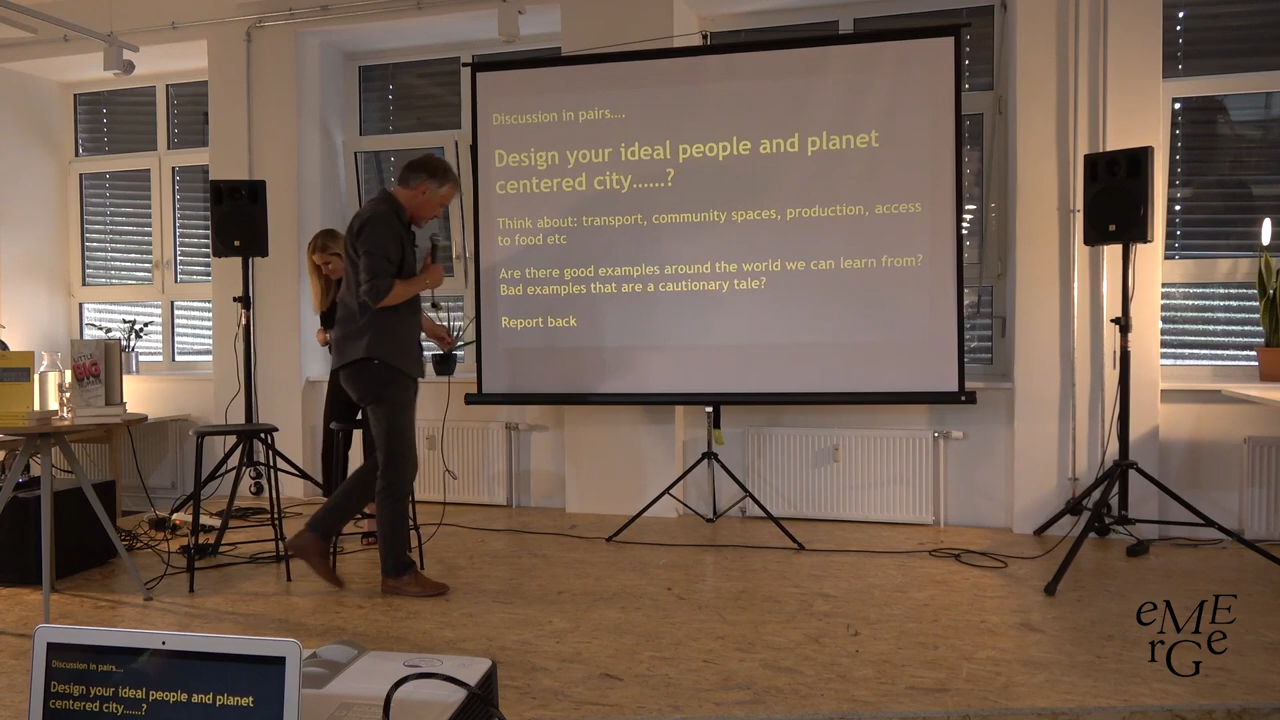 Discussion in pairs....
Design your ideal people and planet
centered city......?
Think about: transport, community spaces, production, access
to food etc
Are there good examples around the world we can learn from?
Bad examples that are a cautionary tale?
Report back
LITTLE
BIG
Discussion in pairs....
Design your ideal people and planet
centered city......?
eMErGe